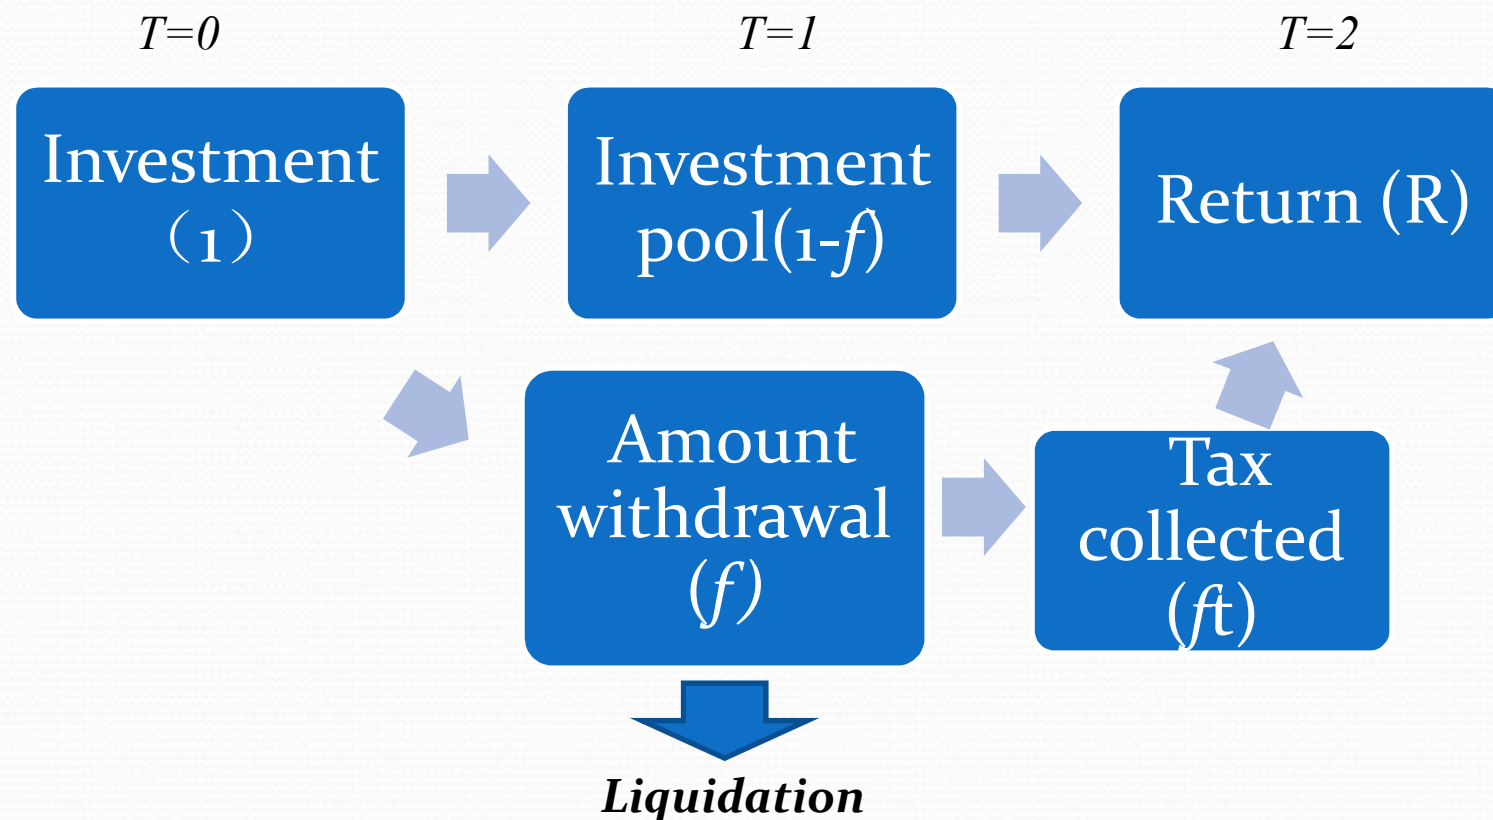 T=0
T=1
T=2
Investment
（1）
Investment
pool(1-f)
Return (R)
Amount
withdrawal
(f)
Tax
collected
(ft)
Liquidation